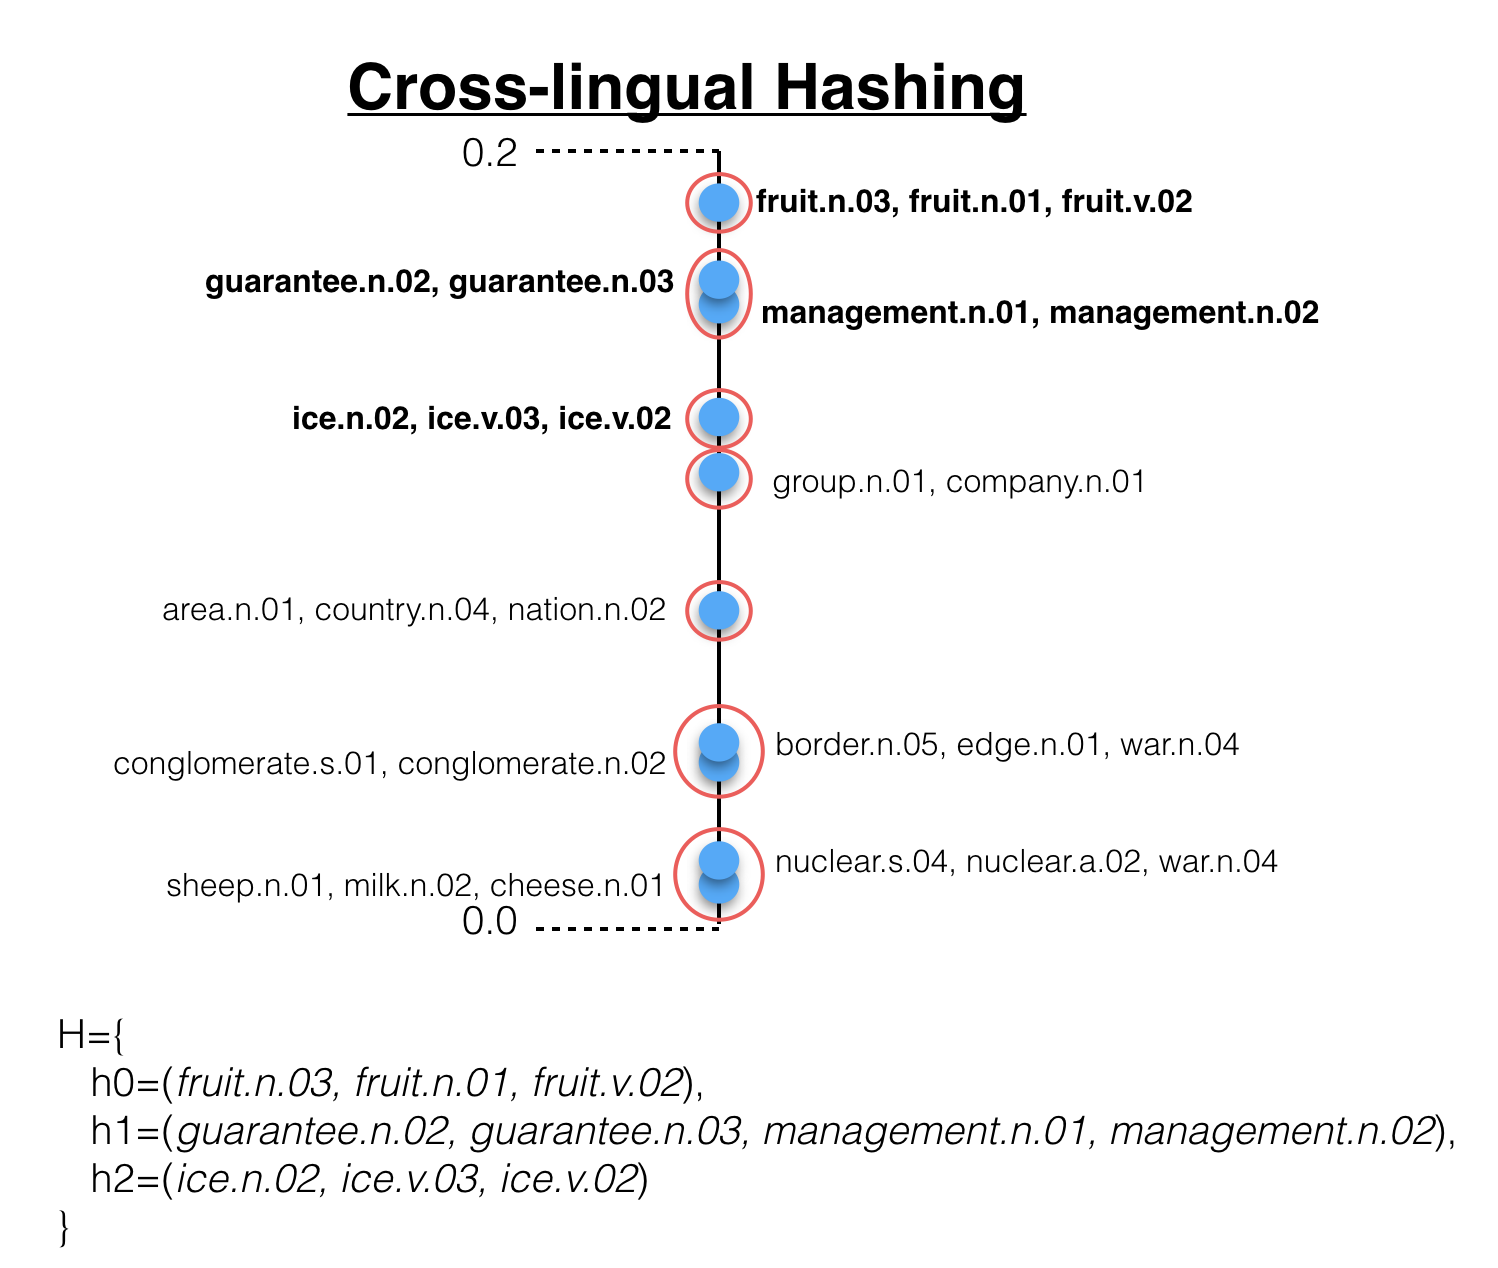 Cross-lingual Hashing
0.2
fruit.n.03, fruit.n.01, fruit.v.02
guarantee.n.02, guarantee.n.03
management.n.01, management.n.02
ice.n.02, ice.v.03, ice.v.02
group.n.01, company.n.01
area.n.01, country.n.04, nation.n.02
border.n.05, edge.n.01, war.n.04
conglomerate.s.01, conglomerate.n.02
nuclear.s.04, nuclear.a.02, war.n.04
sheep.n.01, milk.n.02, cheese.n.01
0.0
H={
h0=(fruit.n.03, fruit.n.01, fruit.v.02),
h1=(guarantee.n.02, guarantee.n.03, management.n.01, management.n.02),
h2=(ice.n.02, ice.v.03, ice.v.02)
}